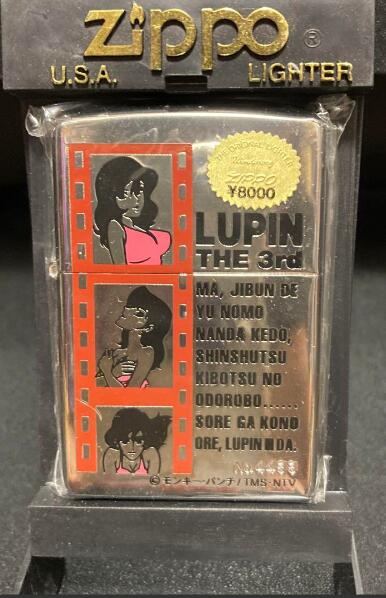 zippo ®
U.S.A. LIGHTER
THE ORIGINAL LIGHTER
ZIPPO
¥8000
LUPIN
THE 3rd
MA, JIBUN DE
YU NOMO
NANDA KEDO,
SHINSHUTSU
KIBOTSU NO
ODOROBO......
SORE GA KONO
ORE, LUPIN III DA.
©モンキー・パンチ/TMS・NTV